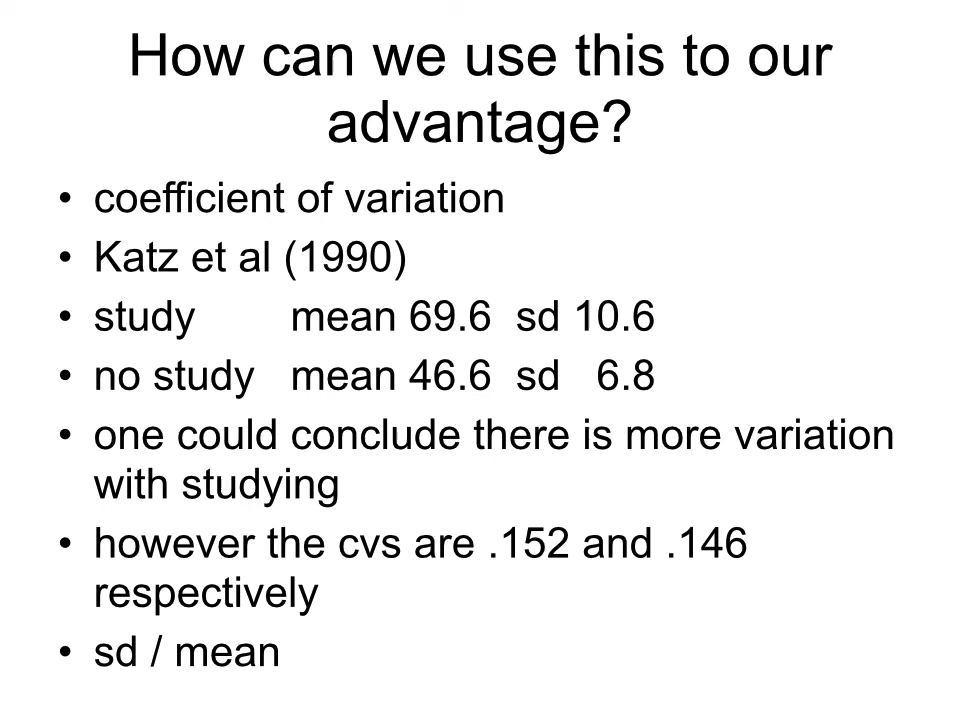 How can we use this to our
advantage?
• coefficient of variation
• Katz et al (1990)
• study mean 69.6 sd 10.6
• no study mean 46.6 sd 6.8
• one could conclude there is more variation
with studying
• however the cvs are .152 and .146
respectively
• sd / mean